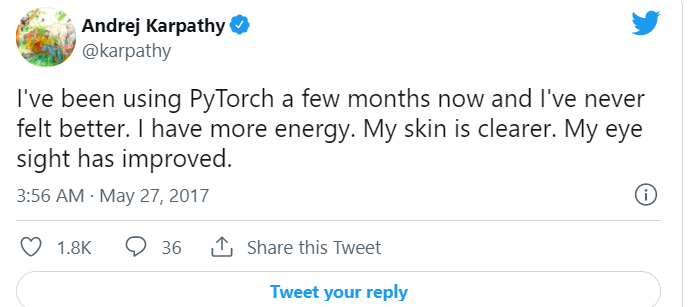 Andrej Karpathy
@karpathy
I've been using PyTorch a few months now and I've never
felt better. I have more energy. My skin is clearer. My eye
sight has improved.
3:56 AM · May 27, 2017
1.8K 36 Share this Tweet
Tweet your reply